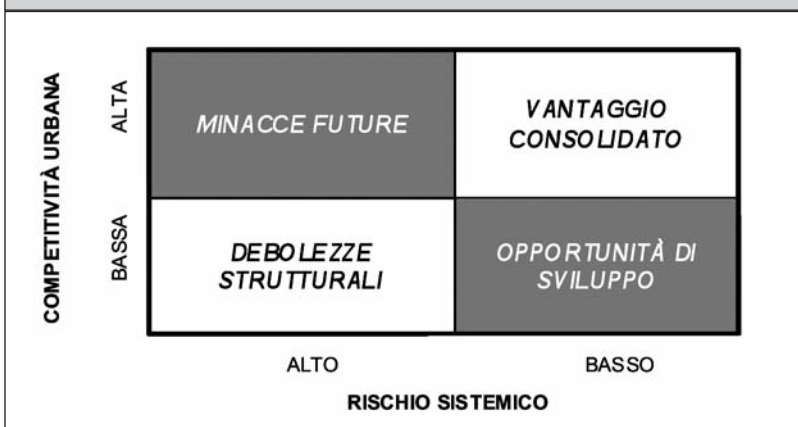 COMPETITIVITÀ URBANA
ALTA
MINACCE FUTURE
VANTAGGIO
CONSOLIDATO
BASSA
DEBOLEZZE
STRUTTURALI
OPPORTUNITÀ DI
SVILUPPO
ALTO
BASSO
RISCHIO SISTEMICO